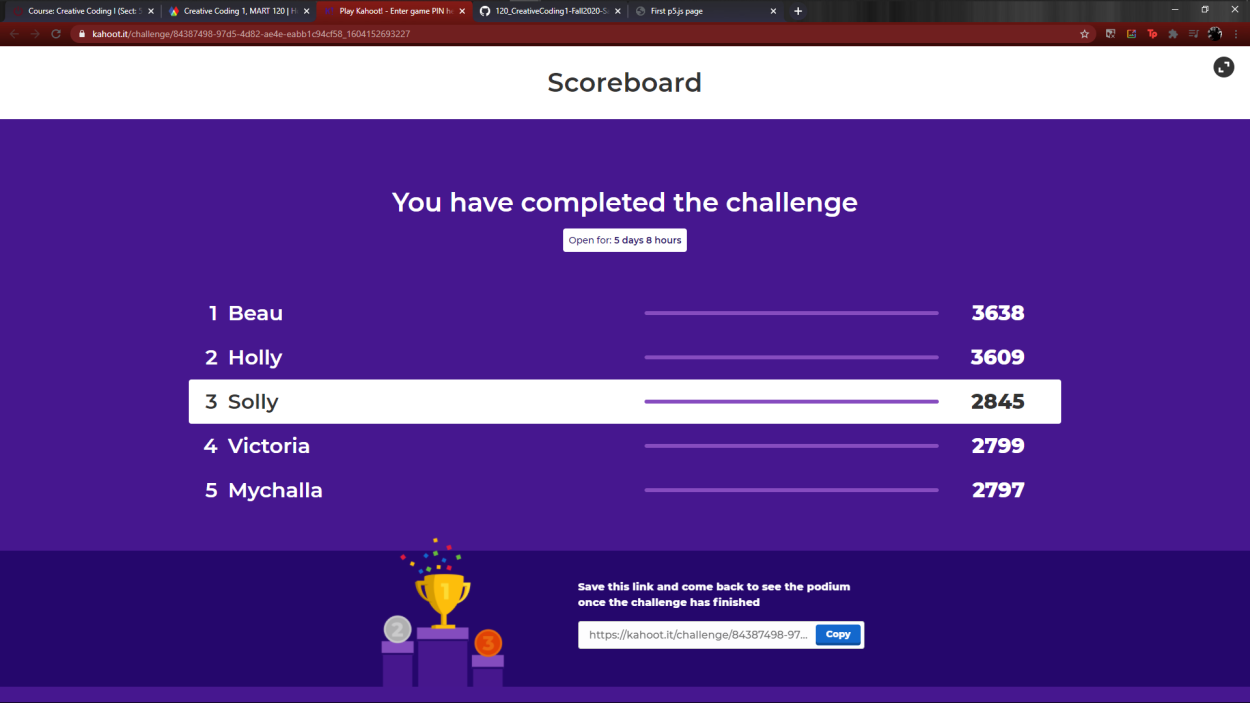 Course: Creative Coding I (Sect: 5
Creative Coding 1, MART 120 | H
Play Kahoot! - Enter game PIN h
120_CreativeCoding1-Fall2020-S
First p5.js page
kahoot.it/challenge/84387498-97d5-4d82-ae4e-eabb1c94cf58_1604152693227
Scoreboard
You have completed the challenge
Open for: 5 days 8 hours
1 Beau 3638
2 Holly 3609
3 Solly 2845
4 Victoria 2799
5 Mychalla 2797
1
2
3
Save this link and come back to see the podium
once the challenge has finished
https://kahoot.it/challenge/84387498-97... Copy